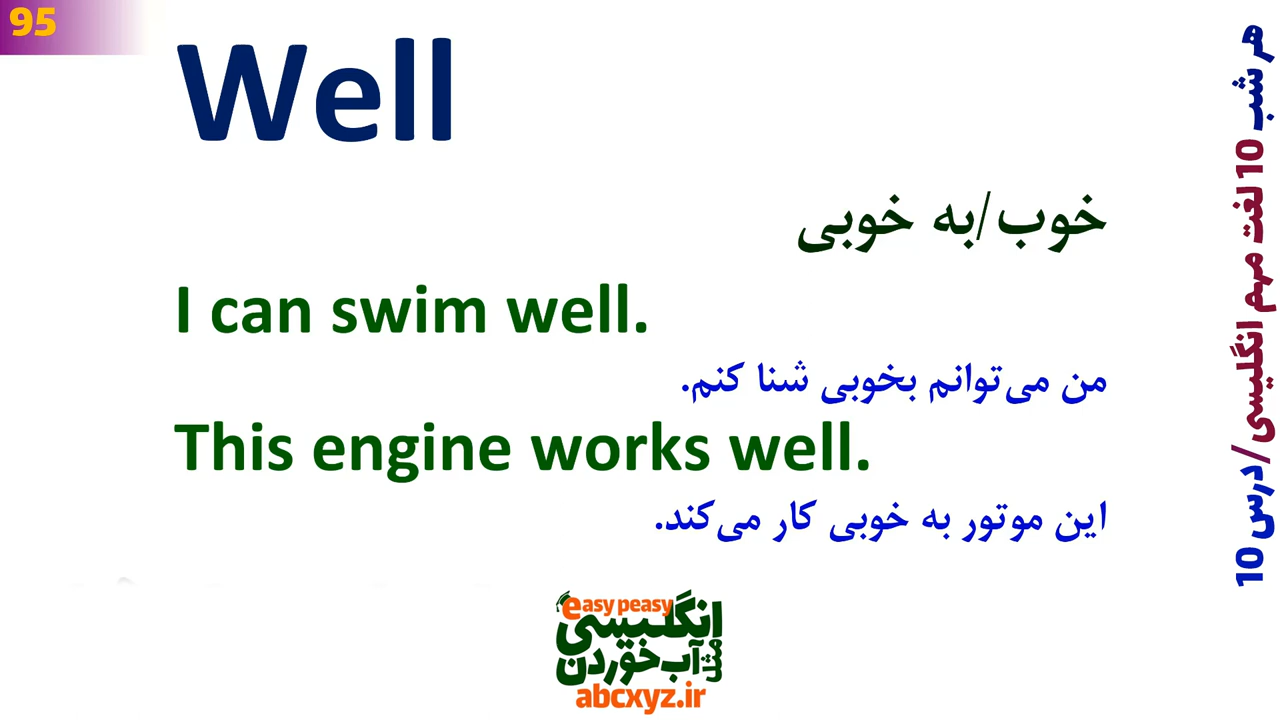 95
Well
خوب/به خوبی
I can swim well.
من می‌توانم بخوبی شنا کنم.
This engine works well.
این موتور به خوبی کار می‌کند.
هر شب 10 لغت مهم انگلیسی/درس 10
easy peasy
انگلیسی
مثل آب خوردن
abcxyz.ir